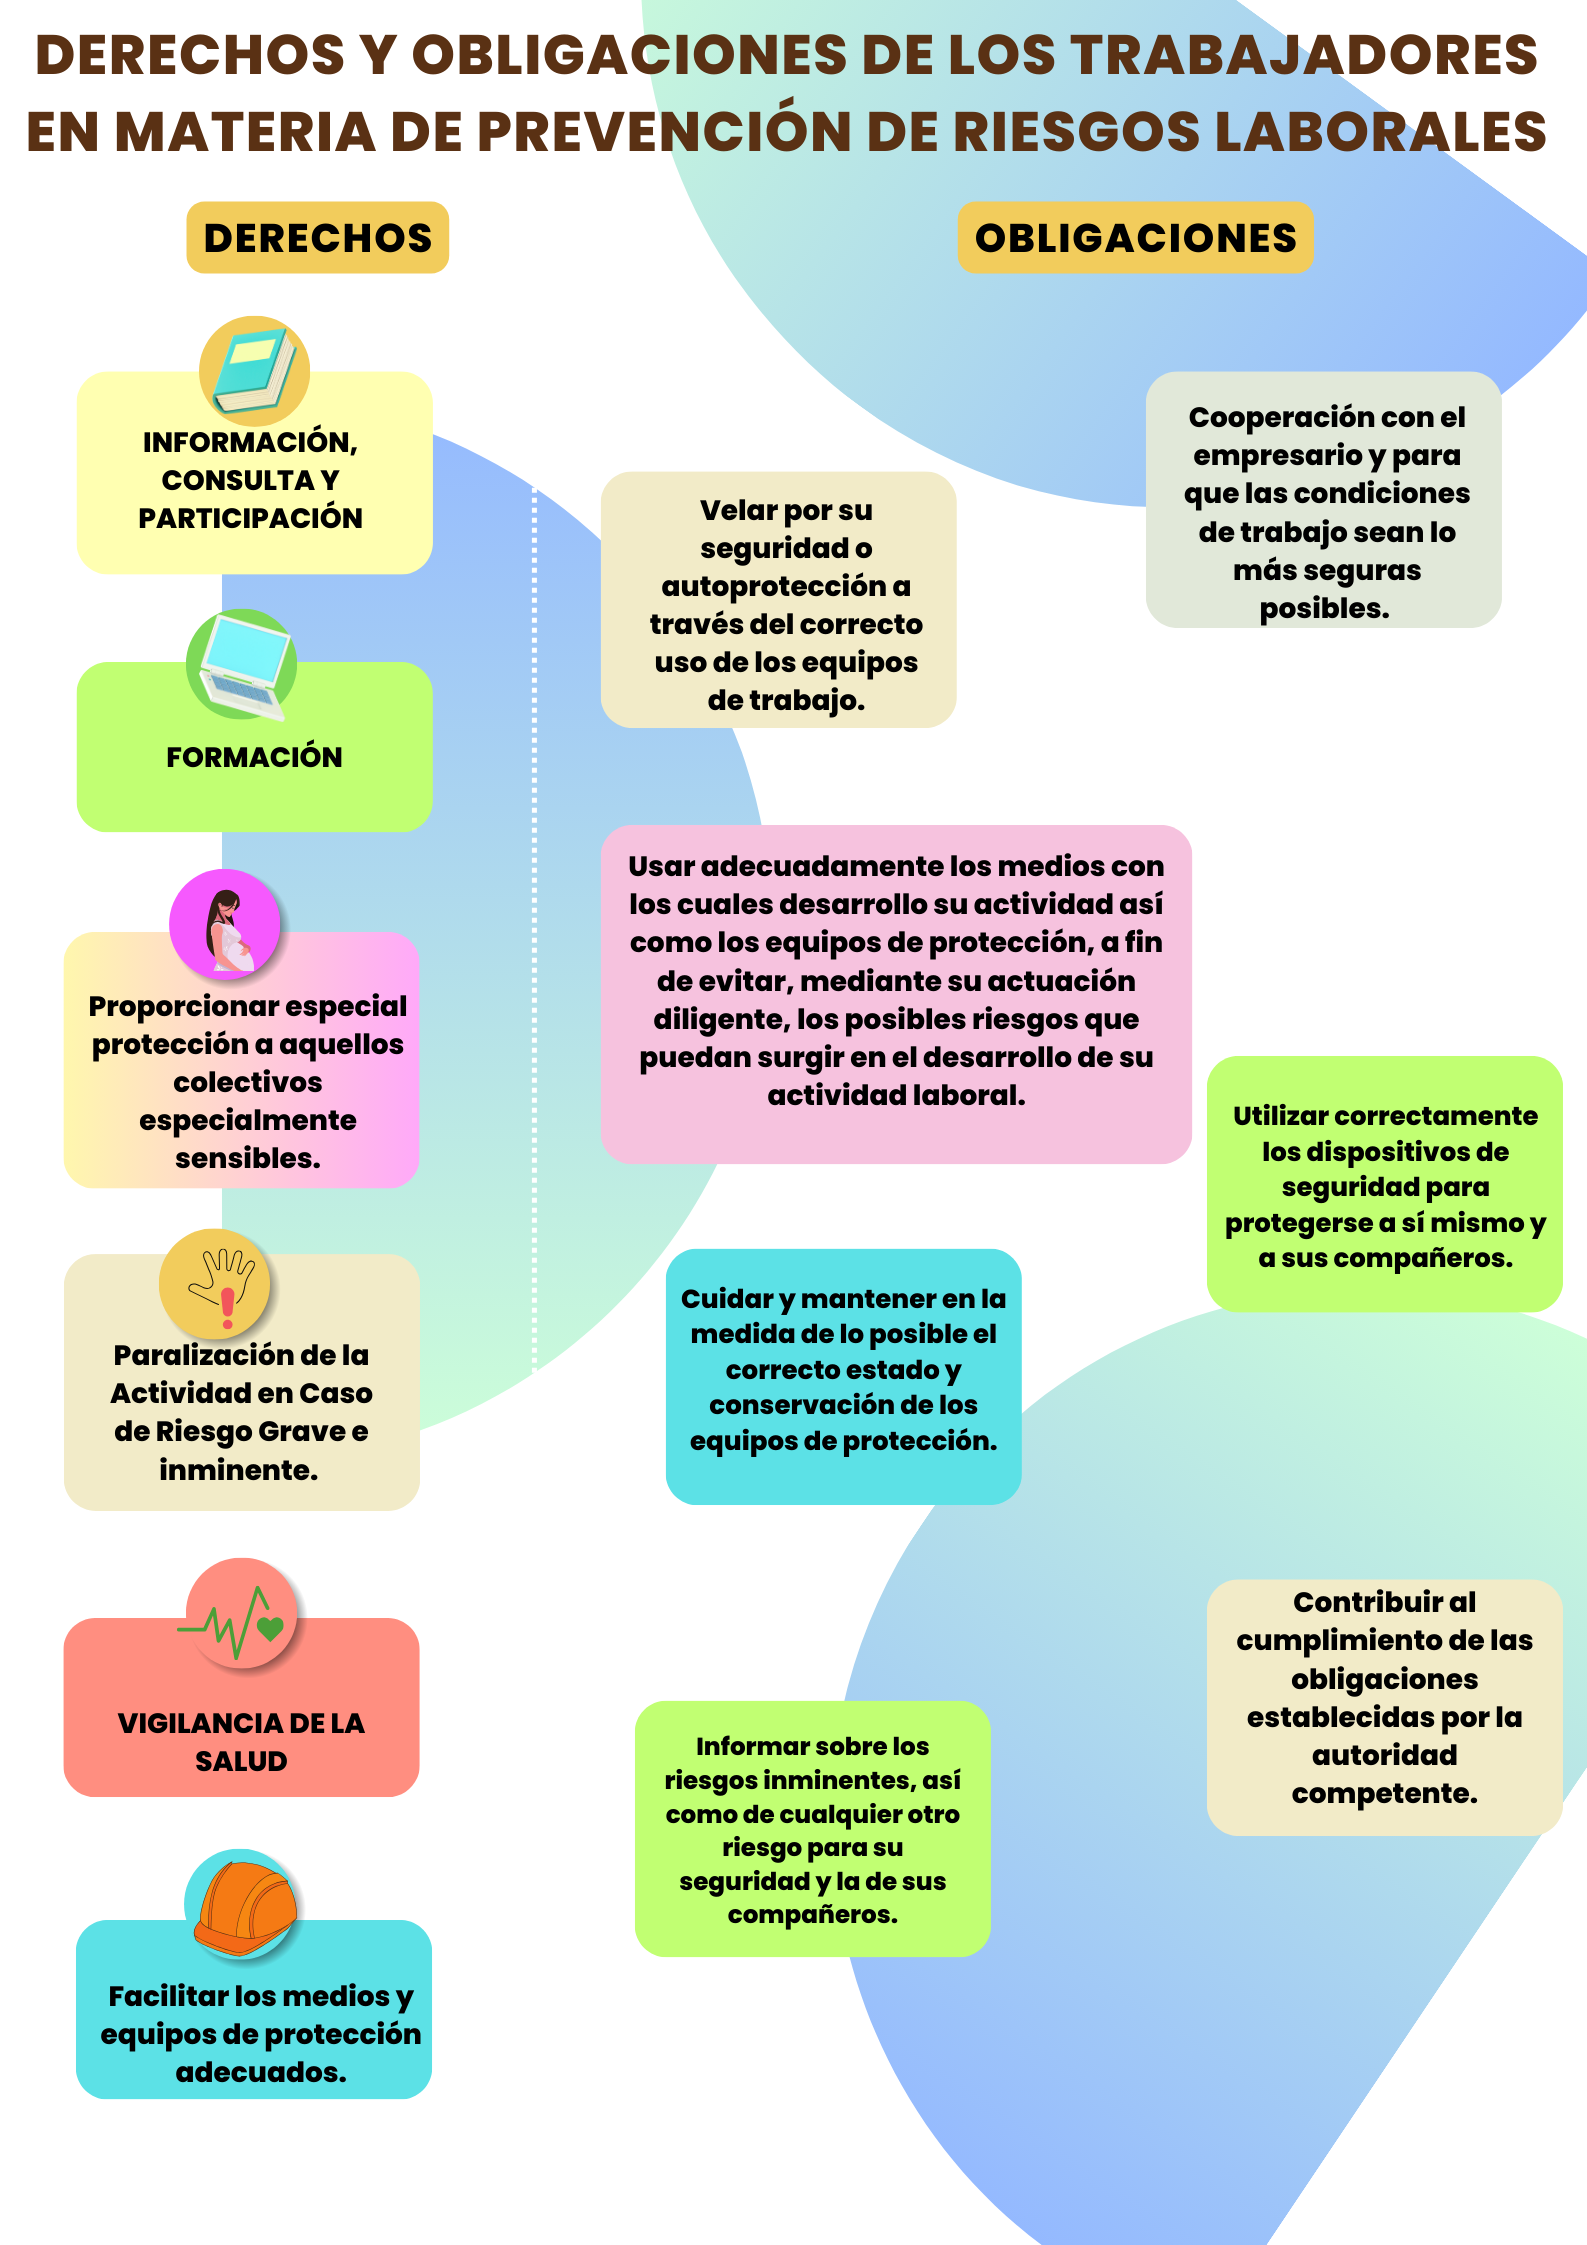 DERECHOS Y OBLIGACIONES DE LOS TRABAJADORES
EN MATERIA DE PREVENCIÓN DE RIESGOS LABORALES
DERECHOS
INFORMACIÓN,
CONSULTA Y
PARTICIPACIÓN
FORMACIÓN
Proporcionar especial
protección a aquellos
colectivos
especialmente
sensibles.
Paralización de la
Actividad en Caso
de Riesgo Grave e
inminente.
VIGILANCIA DE LA
SALUD
Facilitar los medios y
equipos de protección
adecuados.
OBLIGACIONES
Cooperación con el
empresario y para
que las condiciones
de trabajo sean lo
más seguras
posibles.
Velar por su
seguridad o
autoprotección a
través del correcto
uso de los equipos
de trabajo.
Usar adecuadamente los medios con
los cuales desarrollo su actividad así
como los equipos de protección, a fin
de evitar, mediante su actuación
diligente, los posibles riesgos que
puedan surgir en el desarrollo de su
actividad laboral.
Utilizar correctamente
los dispositivos de
seguridad para
protegerse a sí mismo y
a sus compañeros.
Cuidar y mantener en la
medida de lo posible el
correcto estado y
conservación de los
equipos de protección.
Contribuir al
cumplimiento de las
obligaciones
establecidas por la
autoridad
competente.
Informar sobre los
riesgos inminentes, así
como de cualquier otro
riesgo para su
seguridad y la de sus
compañeros.